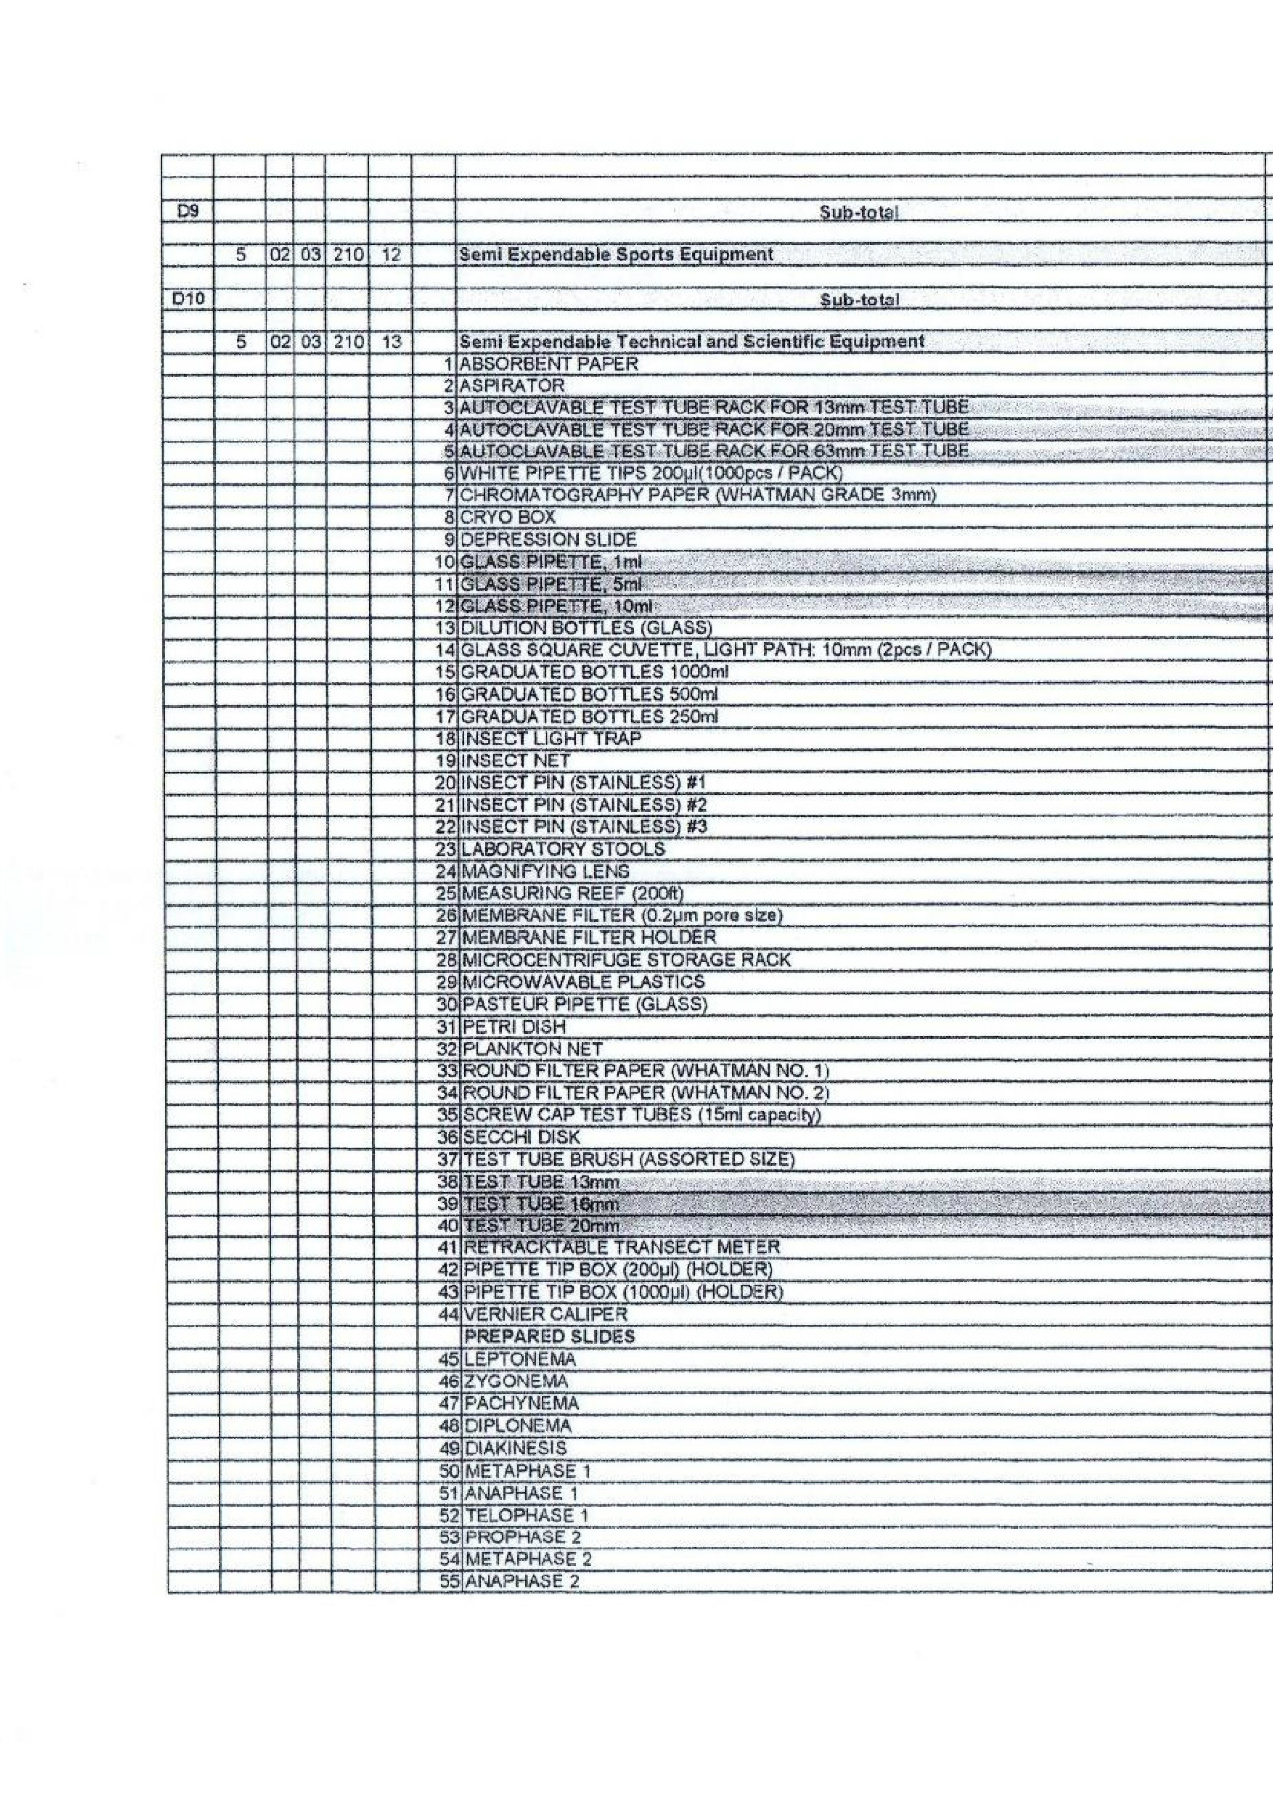 D9 Sub-total
5 02 03 210 12 Semi Expendable Sports Equipment
D10 Sub-total
5 02 03 210 13 Semi Expendable Technical and Scientific Equipment
1 ABSORBENT PAPER
2 ASPIRATOR
3 AUTOCLAVABLE TEST TUBE RACK FOR 13mm TEST TUBE
4 AUTOCLAVABLE TEST TUBE RACK FOR 20mm TEST TUBE
5 AUTOCLAVABLE TEST TUBE RACK FOR 63mm TEST TUBE
6 WHITE PIPETTE TIPS 200µl(1000pcs / PACK)
7 CHROMATOGRAPHY PAPER (WHATMAN GRADE 3mm)
8 CRYO BOX
9 DEPRESSION SLIDE
10 GLASS PIPETTE, 1ml
11 GLASS PIPETTE, 5ml
12 GLASS PIPETTE, 10ml
13 DILUTION BOTTLES (GLASS)
14 GLASS SQUARE CUVETTE, LIGHT PATH: 10mm (2pcs / PACK)
15 GRADUATED BOTTLES 1000ml
16 GRADUATED BOTTLES 500ml
17 GRADUATED BOTTLES 250ml
18 INSECT LIGHT TRAP
19 INSECT NET
20 INSECT PIN (STAINLESS) #1
21 INSECT PIN (STAINLESS) #2
22 INSECT PIN (STAINLESS) #3
23 LABORATORY STOOLS
24 MAGNIFYING LENS
25 MEASURING REEF (200ft)
26 MEMBRANE FILTER (0.2µm pore size)
27 MEMBRANE FILTER HOLDER
28 MICROCENTRIFUGE STORAGE RACK
29 MICROWAVABLE PLASTICS
30 PASTEUR PIPETTE (GLASS)
31 PETRI DISH
32 PLANKTON NET
33 ROUND FILTER PAPER (WHATMAN NO. 1)
34 ROUND FILTER PAPER (WHATMAN NO. 2)
35 SCREW CAP TEST TUBES (15ml capacity)
36 SECCHI DISK
37 TEST TUBE BRUSH (ASSORTED SIZE)
38 TEST TUBE 13mm
39 TEST TUBE 16mm
40 TEST TUBE 20mm
41 RETRACKTABLE TRANSECT METER
42 PIPETTE TIP BOX (200µl) (HOLDER)
43 PIPETTE TIP BOX (1000µl) (HOLDER)
44 VERNIER CALIPER
PREPARED SLIDES
45 LEPTONEMA
46 ZYGONEMA
47 PACHYNEMA
48 DIPLONEMA
49 DIAKINESIS
50 METAPHASE 1
51 ANAPHASE 1
52 TELOPHASE 1
53 PROPHASE 2
54 METAPHASE 2
55 ANAPHASE 2